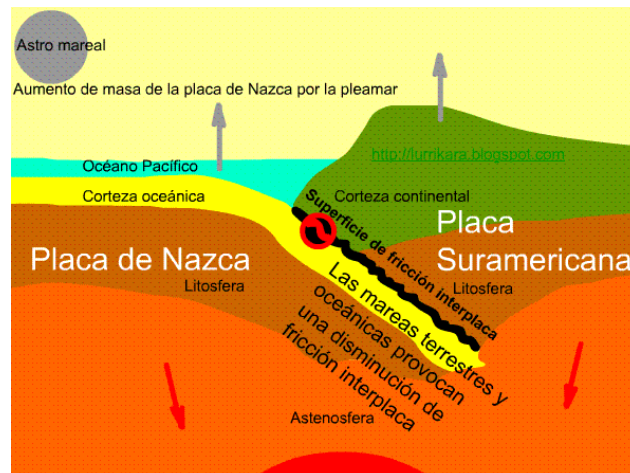 Astro mareal
Aumento de masa de la placa de Nazca por la pleamar
http://lurrikara.blogspot.com
Océano Pacífico
Corteza oceánica
Corteza continental
Superficie de fricción interplaca
Placa de Nazca
Placa
Suramericana
Litosfera
Litosfera
Las mareas terrestres y
oceánicas provocan
una disminución de
fricción interplaca
Astenosfera